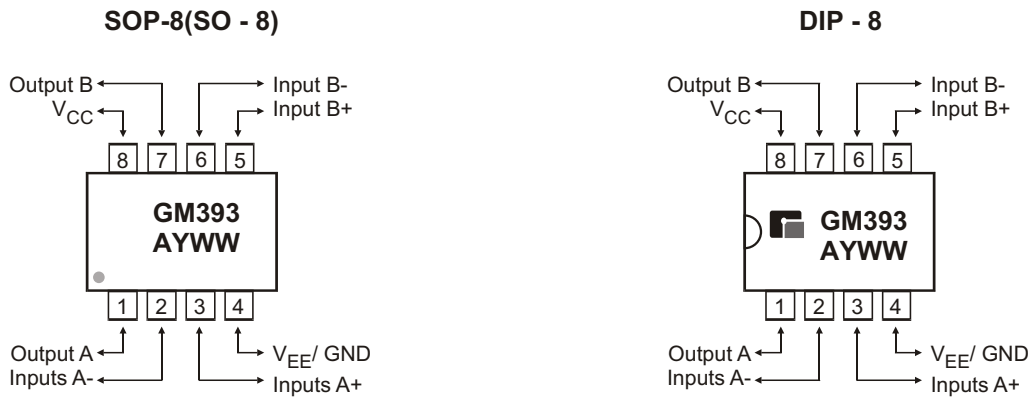 SOP-8(SO - 8)
Output B
Input B-
VCC
Input B+
8 7 6 5
GM393
AYWW
1 2 3 4
Output A
VEE/ GND
Inputs A-
Inputs A+
DIP - 8
Output B
Input B-
VCC
Input B+
8 7 6 5
GM393
AYWW
1 2 3 4
Output A
VEE/ GND
Inputs A-
Inputs A+